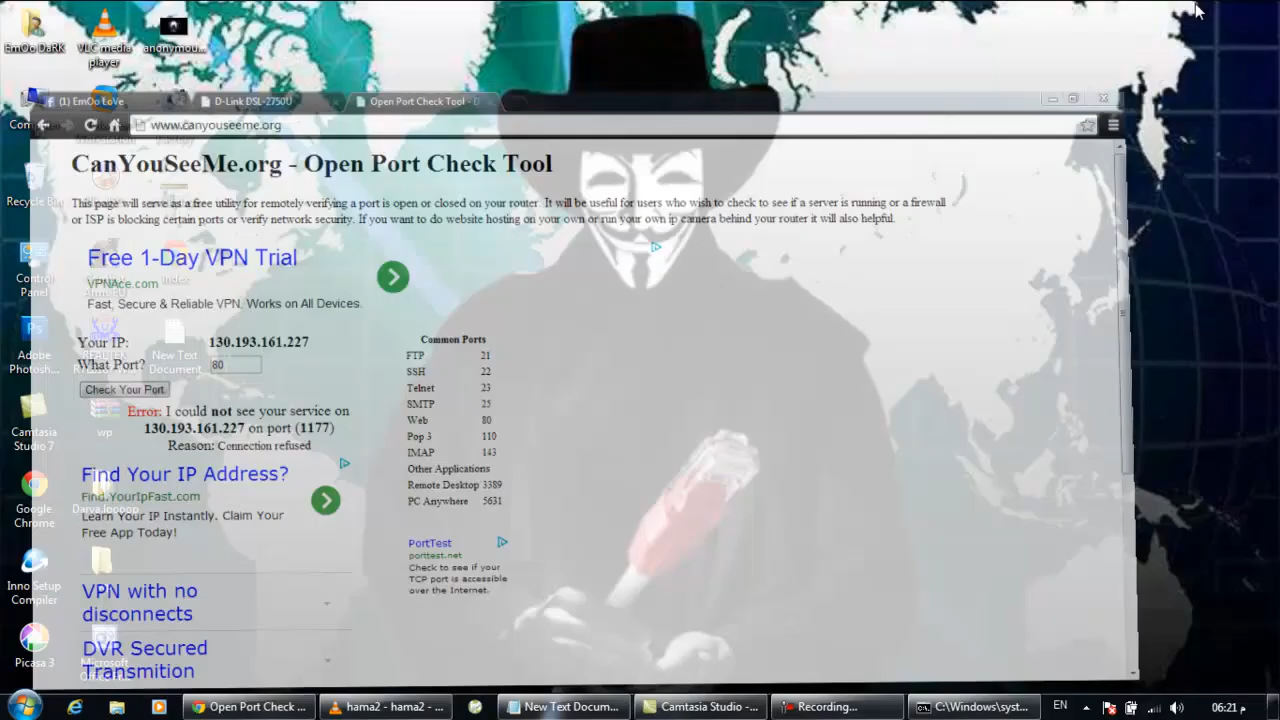 EmOo DaRK
VLC media player
anonymou...
(1) EmOo LoVe
D-Link DSL-2750U
Open Port Check Tool - D
www.canyouseeme.org
CanYouSeeMe.org - Open Port Check Tool
This page will serve as a free utility for remotely verifying a port is open or closed on your router. It will be useful for users who wish to check to see if a server is running or a firewall
or ISP is blocking certain ports or verify network security. If you want to do website hosting on your own or run your own ip camera behind your router it will also helpful.
Recycle Bin
Free 1-Day VPN Trial
VPNAce.com
Fast, Secure & Reliable VPN, Works on All Devices.
Control Panel
index
Your IP: 130.193.161.227
What Port? 80
Check Your Port
Error: I could not see your service on
130.193.161.227 on port (1177)
Reason: Connection refused
Common Ports
FTP 21
SSH 22
Telnet 23
SMTP 25
Web 80
Pop 3 110
IMAP 143
Other Applications
Remote Desktop 3389
PC Anywhere 5631
Adobe Photosh...
New Text Document
Camtasia Studio 7
wp
Find Your IP Address?
Find.YourIpFast.com
Learn Your IP Instantly. Claim Your
Free App Today!
Google Chrome
PortTest
porttest.net
Check to see if your
TCP port is accessible
over the Internet.
Inno Setup Compiler
VPN with no
disconnects
DVR Secured
Transmition
Picasa 3
Open Port Check ...
hama2 - hama2 - ...
New Text Docum...
Camtasia Studio -...
Recording...
C:\Windows\syst...
EN
06:21 م